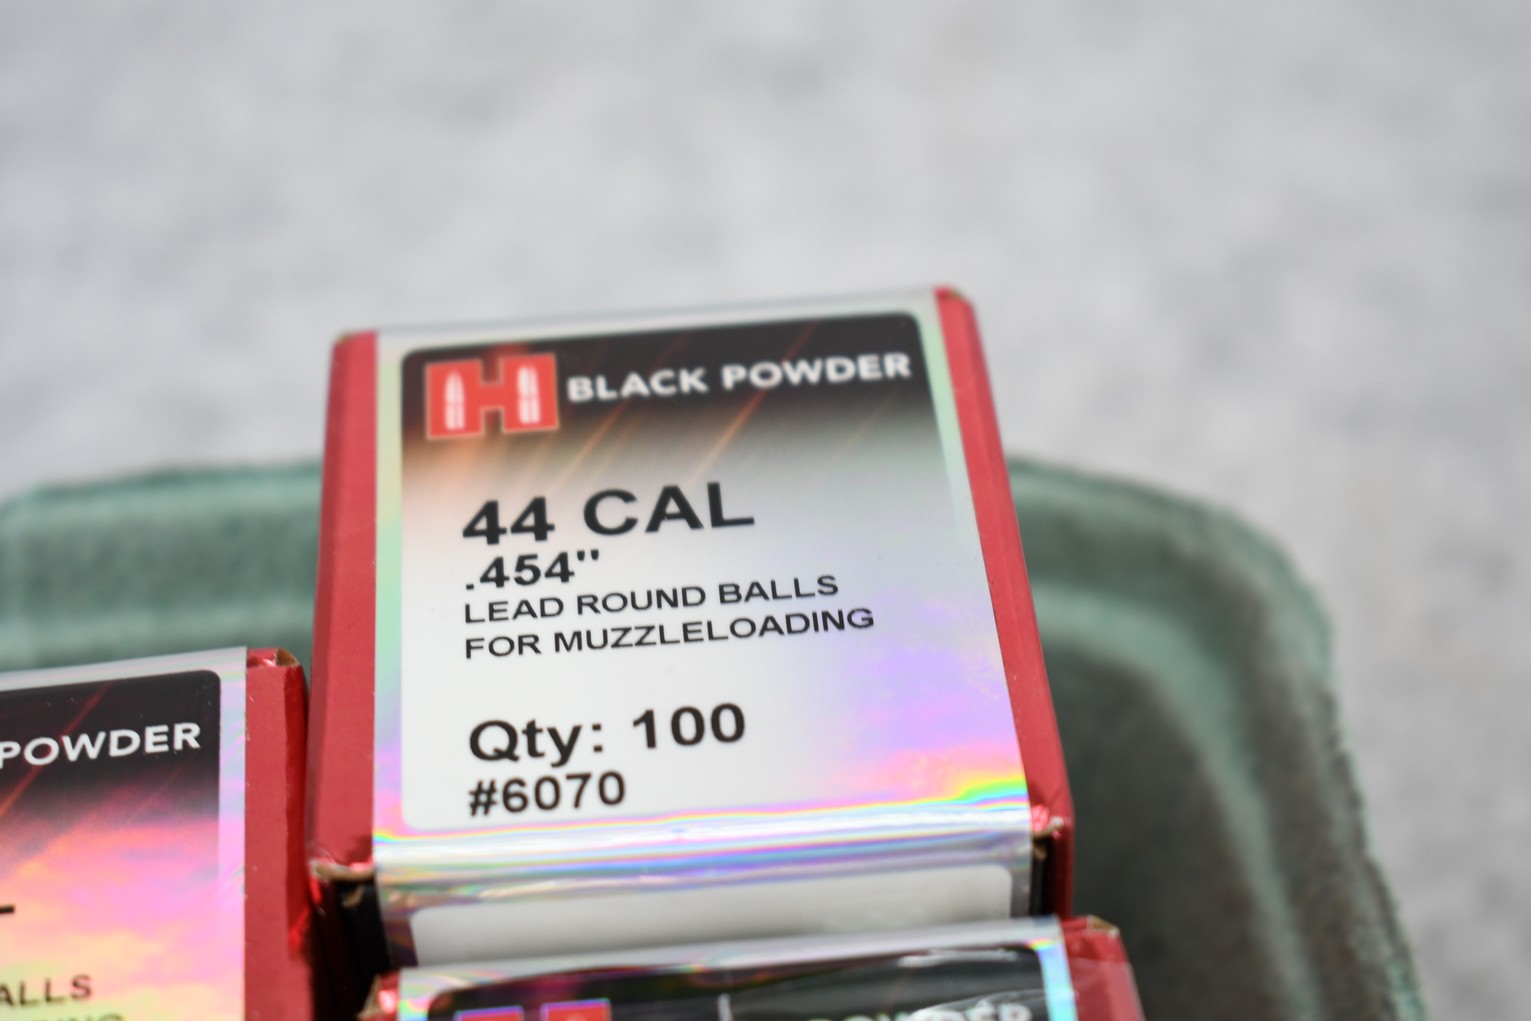 H BLACK POWDER
44 CAL
.454"
LEAD ROUND BALLS
FOR MUZZLELOADING
Qty: 100
#6070
POWDER
ALLS